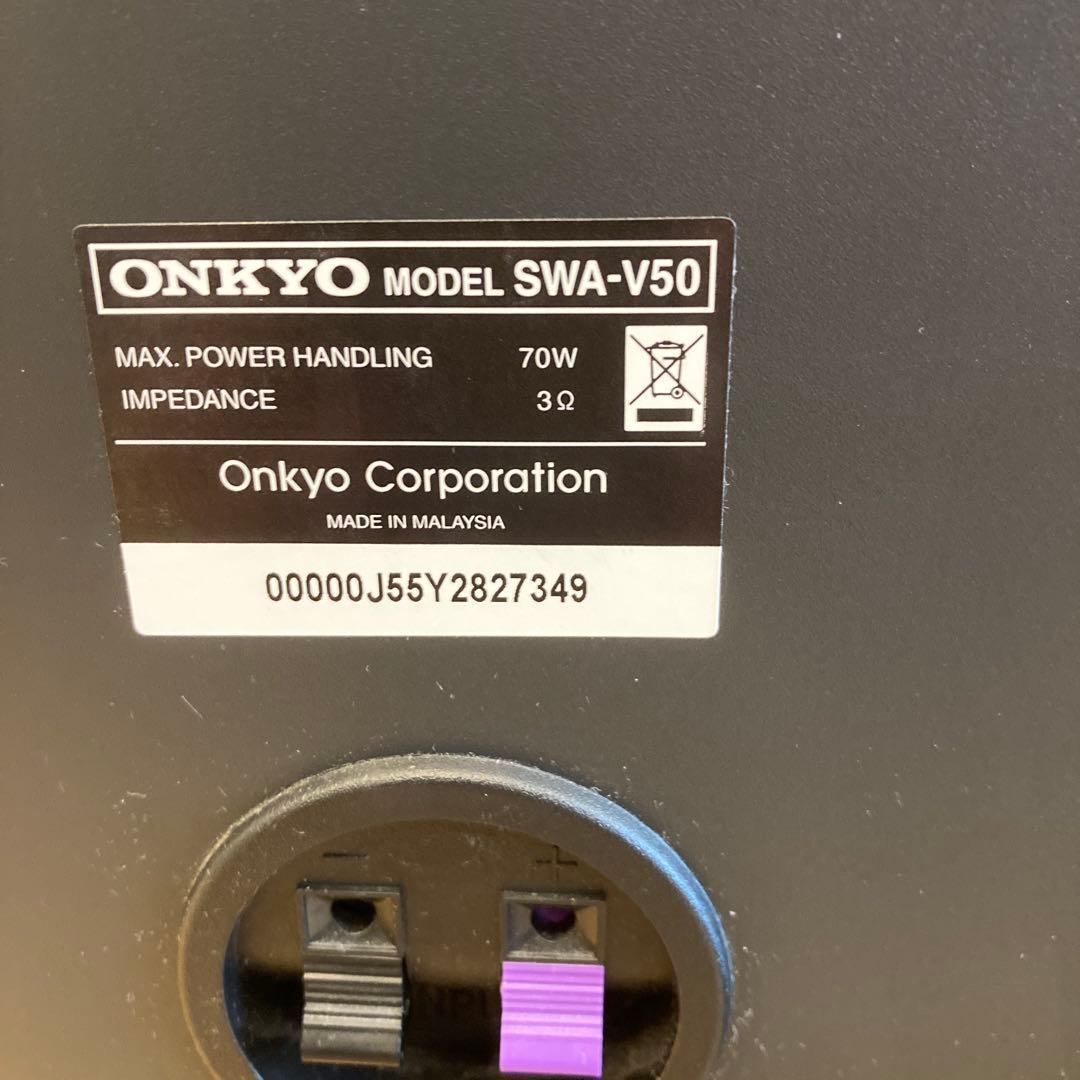 ONKYO MODEL SWA-V50
MAX. POWER HANDLING 70W
IMPEDANCE 3Ω
Onkyo Corporation
MADE IN MALAYSIA
00000J55Y2827349
− +